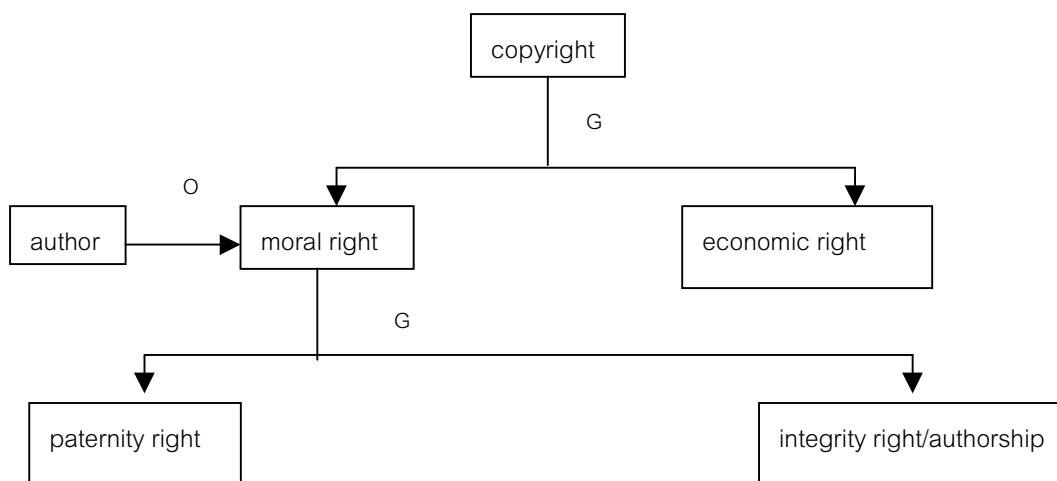 copyright
G
O
author
moral right
economic right
G
paternity right
integrity right/authorship